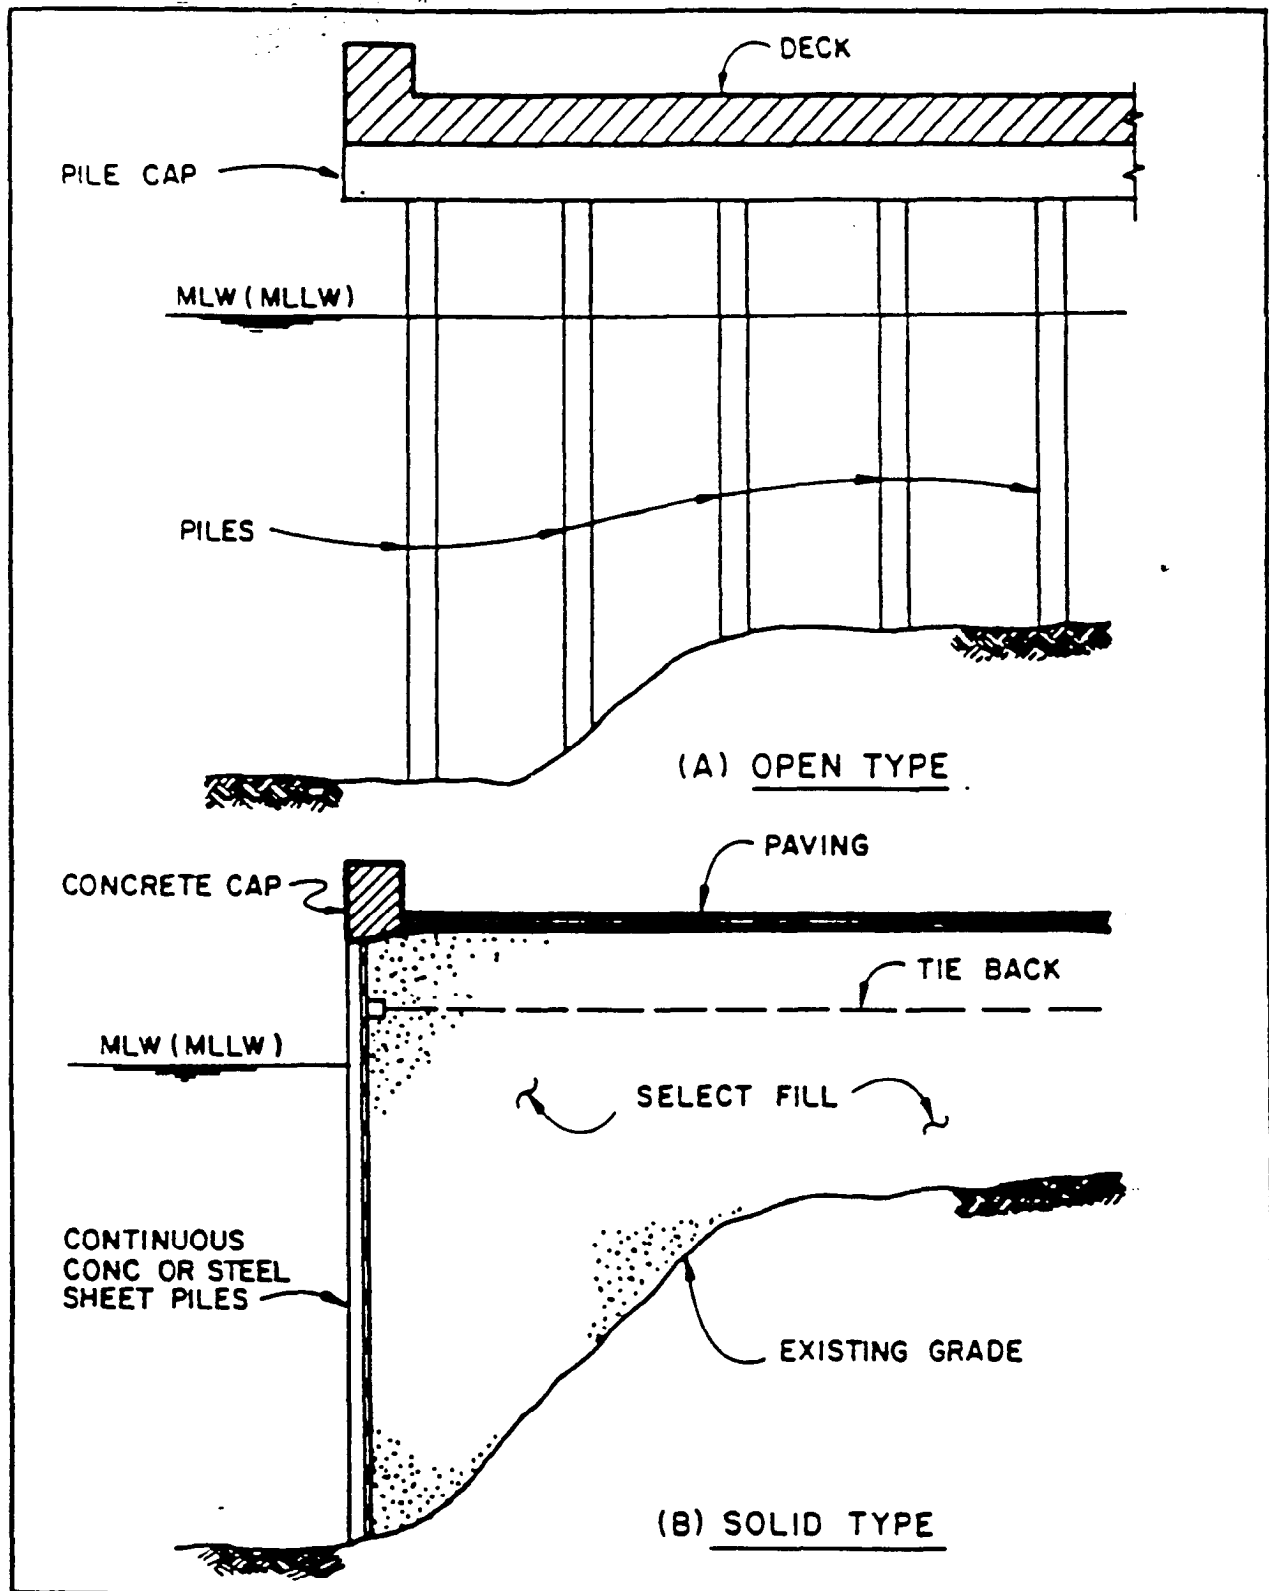 DECK
PILE CAP
MLW (MLLW)
PILES
(A) OPEN TYPE
PAVING
CONCRETE CAP
TIE BACK
MLW (MLLW)
SELECT FILL
CONTINUOUS
CONC OR STEEL
SHEET PILES
EXISTING GRADE
(B) SOLID TYPE